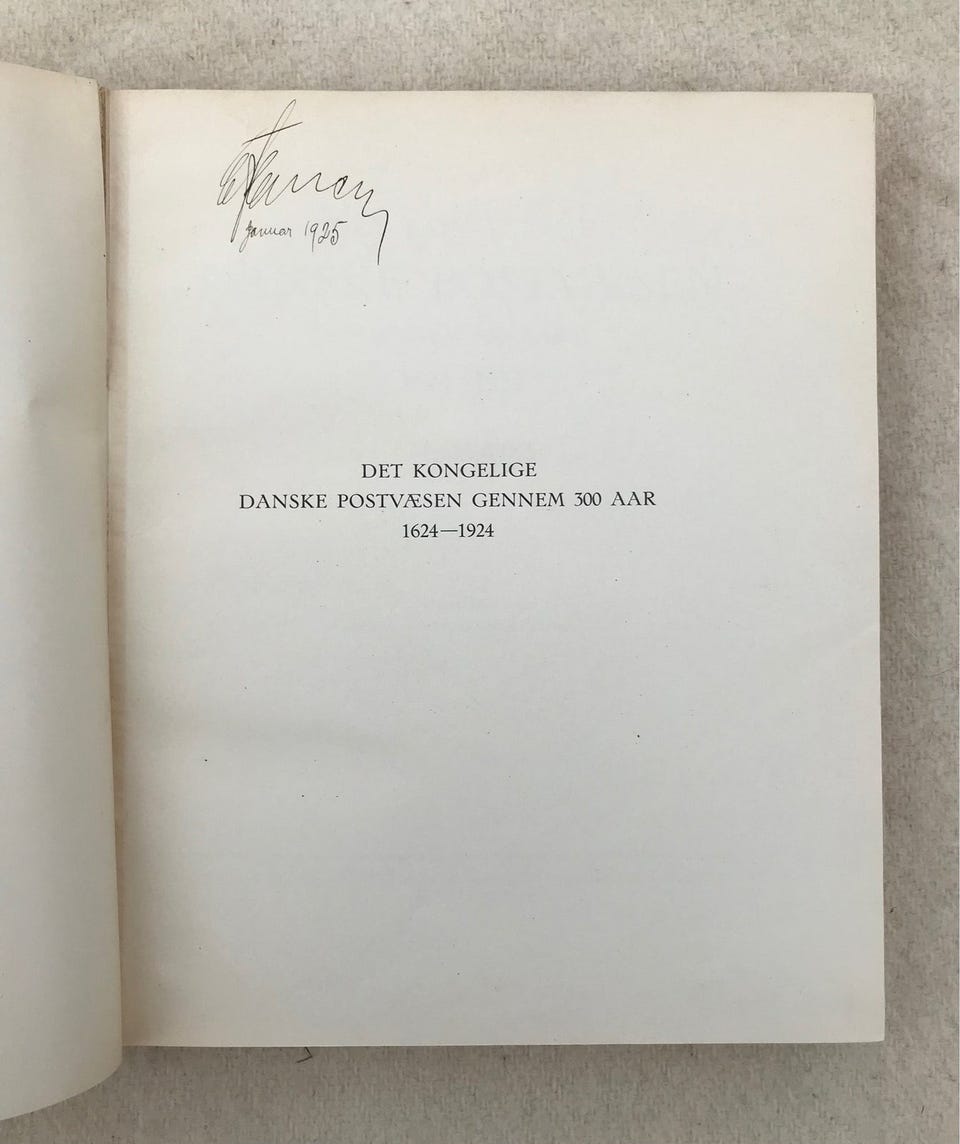 Januar 1925
DET KONGELIGE
DANSKE POSTVÆSEN GENNEM 300 AAR
1624—1924